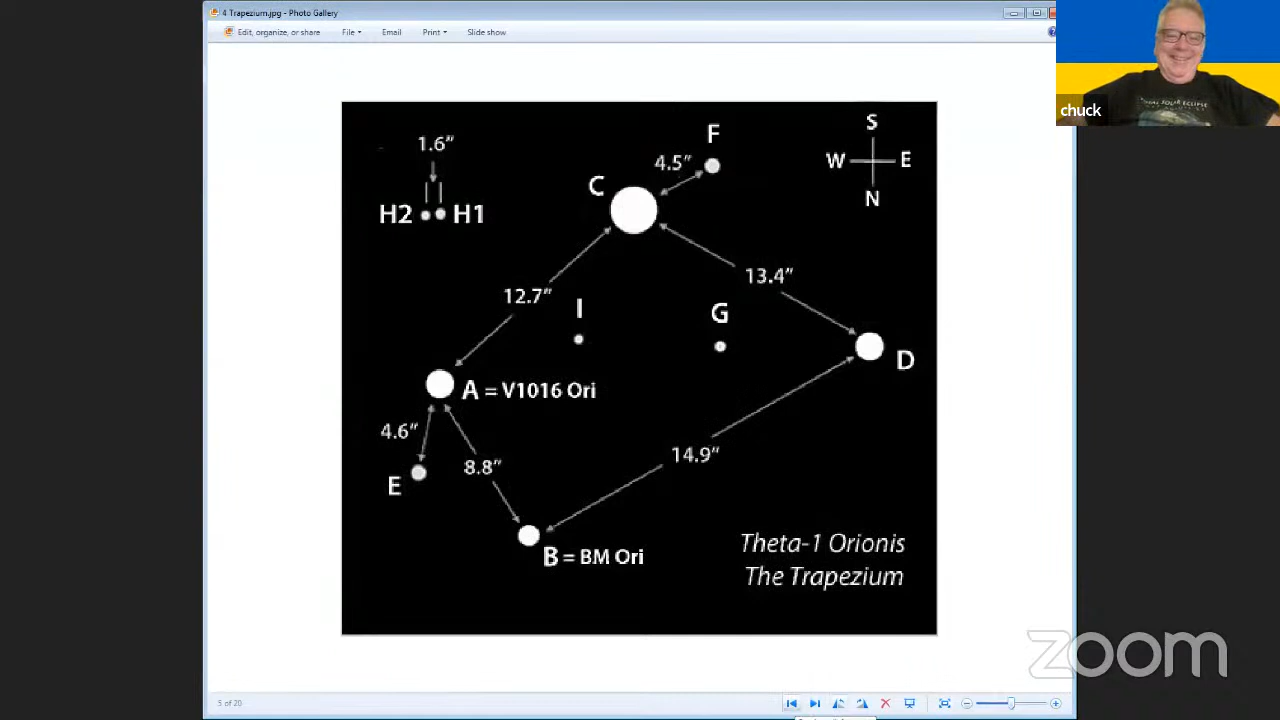 4 Trapezium.jpg - Photo Gallery
Edit, organize, or share File Email Print Slide show
chuck
1.6″
H2 H1
C
4.5″
F
S
W E
N
12.7″
13.4″
I
G
D
A = V1016 Ori
4.6″
E
8.8″
14.9″
B = BM Ori
Theta-1 Orionis
The Trapezium
zoom
5 of 20